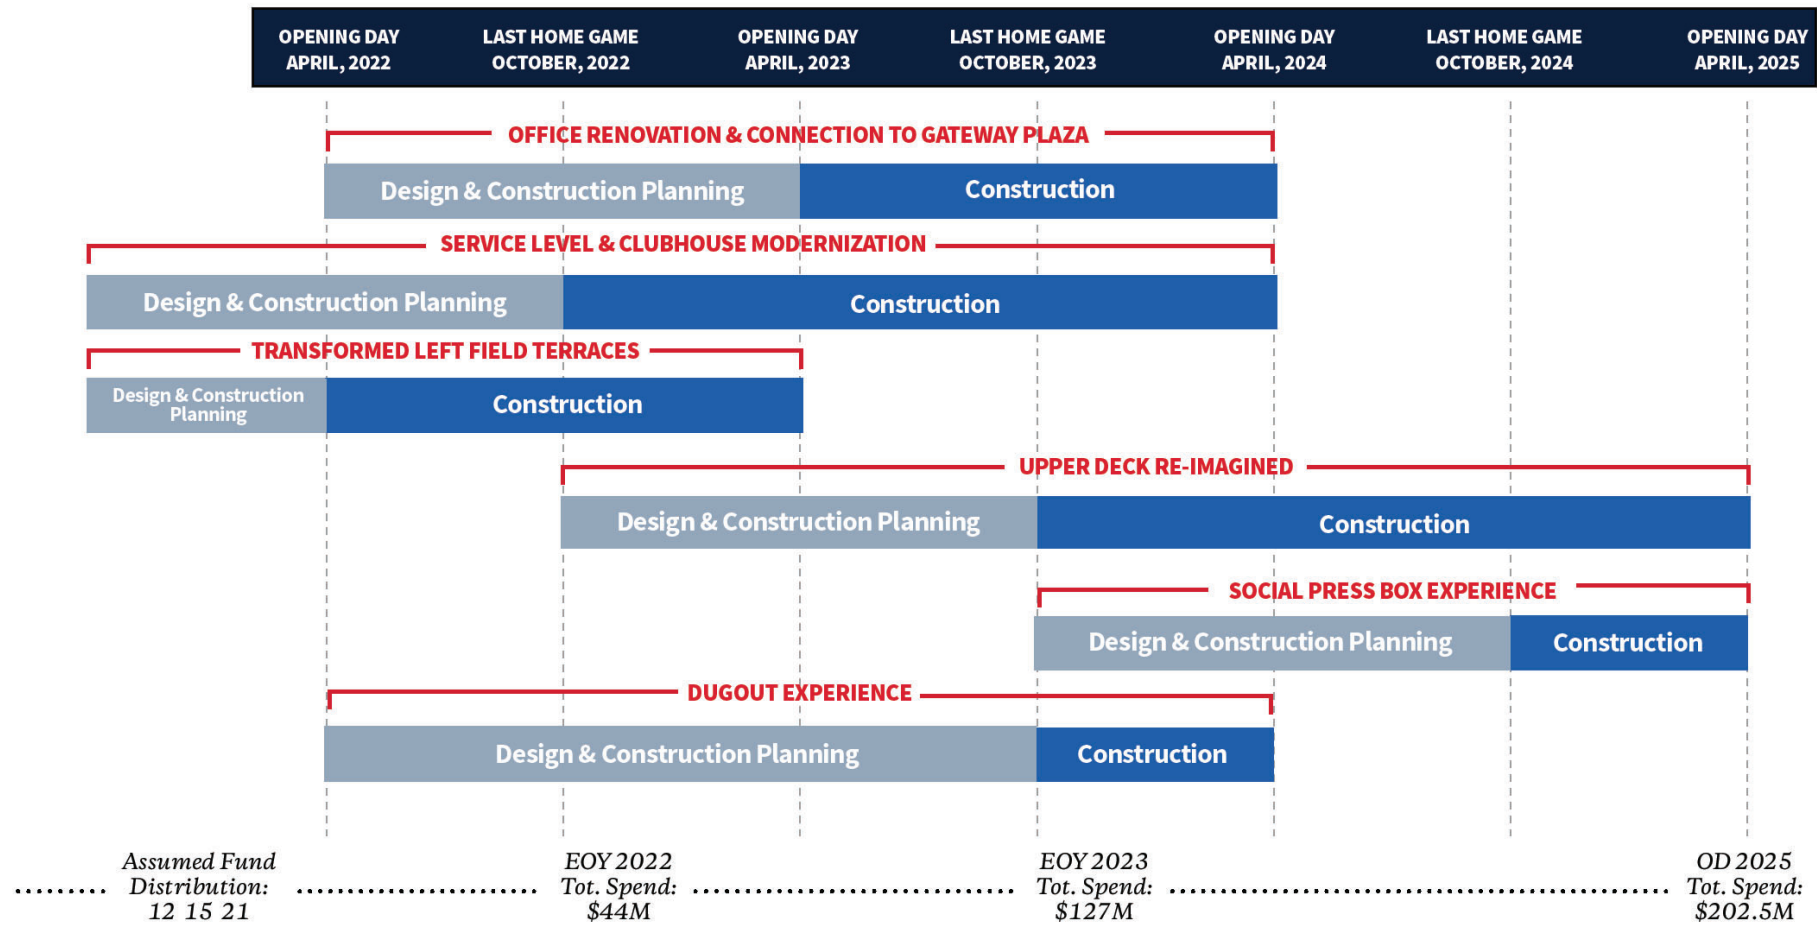 OPENING DAY
APRIL, 2022
LAST HOME GAME
OCTOBER, 2022
OPENING DAY
APRIL, 2023
LAST HOME GAME
OCTOBER, 2023
OPENING DAY
APRIL, 2024
LAST HOME GAME
OCTOBER, 2024
OPENING DAY
APRIL, 2025
OFFICE RENOVATION & CONNECTION TO GATEWAY PLAZA
Design & Construction Planning
Construction
SERVICE LEVEL & CLUBHOUSE MODERNIZATION
Design & Construction Planning
Construction
TRANSFORMED LEFT FIELD TERRACES
Design & Construction
Planning
Construction
UPPER DECK RE-IMAGINED
Design & Construction Planning
Construction
SOCIAL PRESS BOX EXPERIENCE
Design & Construction Planning
Construction
DUGOUT EXPERIENCE
Design & Construction Planning
Construction
Assumed Fund
Distribution:
12 15 21
EOY 2022
Tot. Spend:
$44M
EOY 2023
Tot. Spend:
$127M
OD 2025
Tot. Spend:
$202.5M